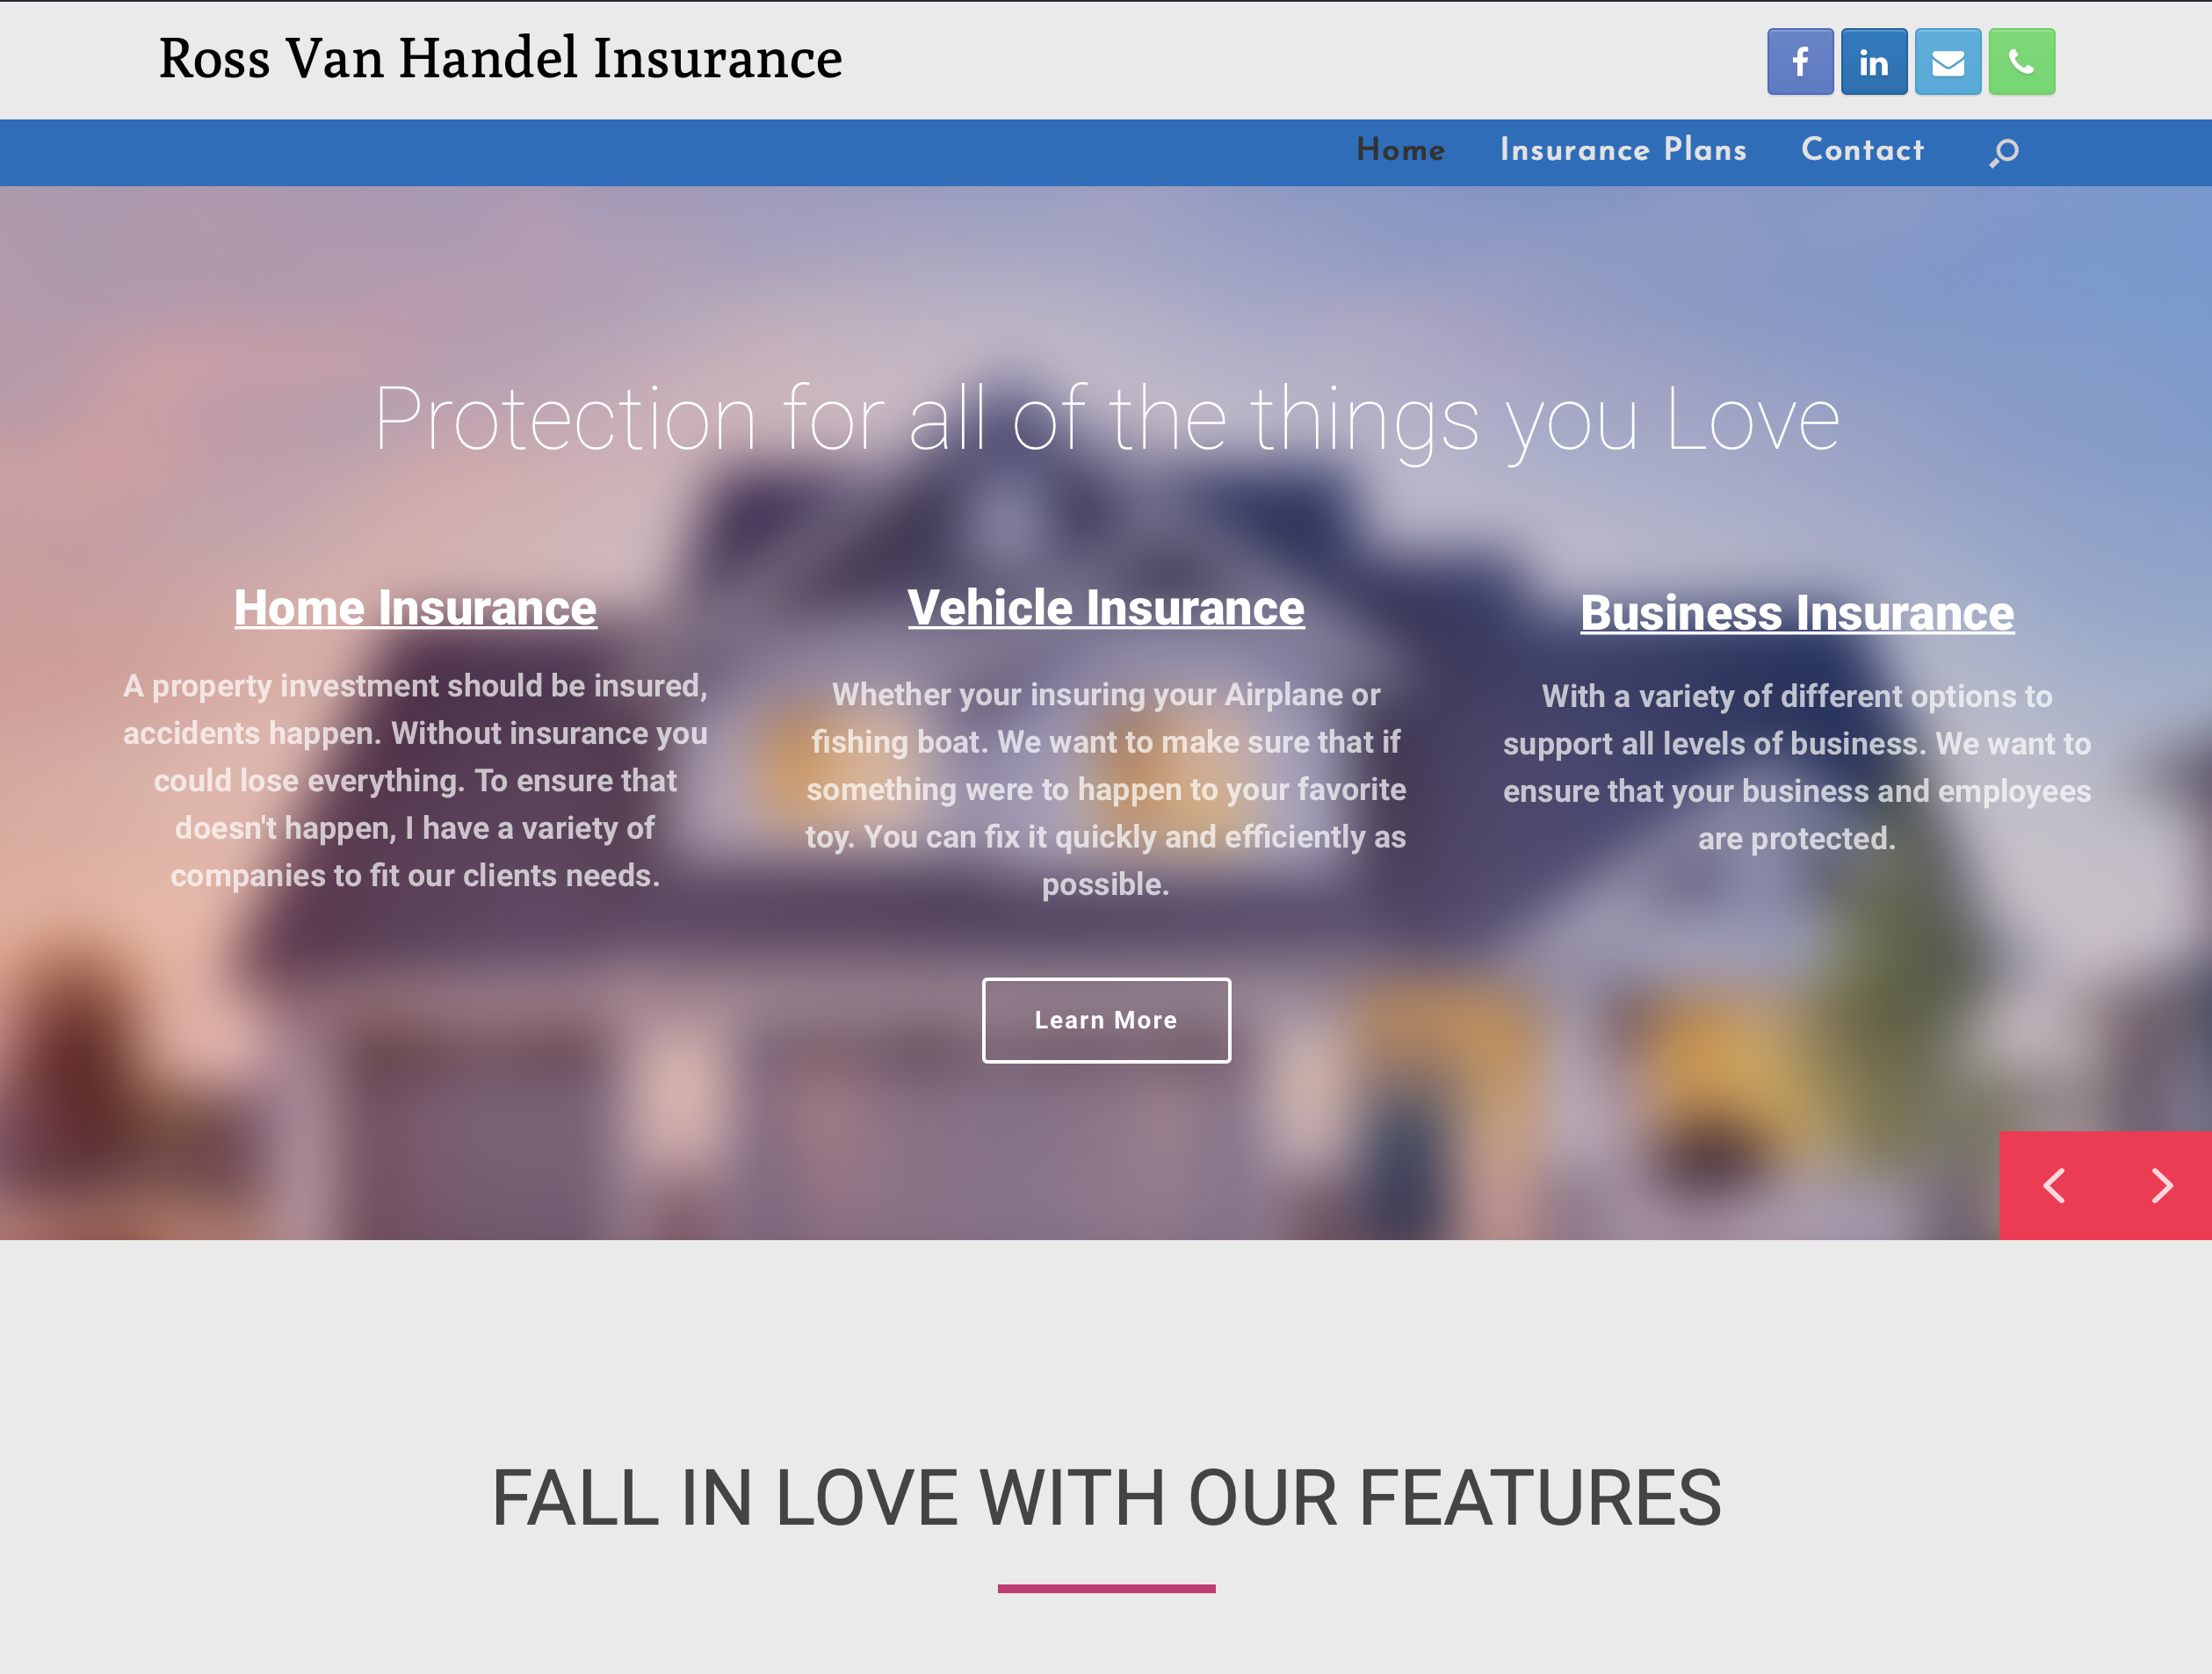 Ross Van Handel Insurance
Home Insurance Plans Contact
Protection for all of the things you Love
Home Insurance
A property investment should be insured,
accidents happen. Without insurance you
could lose everything. To ensure that
doesn't happen, I have a variety of
companies to fit our clients needs.
Vehicle Insurance
Whether your insuring your Airplane or
fishing boat. We want to make sure that if
something were to happen to your favorite
toy. You can fix it quickly and efficiently as
possible.
Business Insurance
With a variety of different options to
support all levels of business. We want to
ensure that your business and employees
are protected.
Learn More
FALL IN LOVE WITH OUR FEATURES